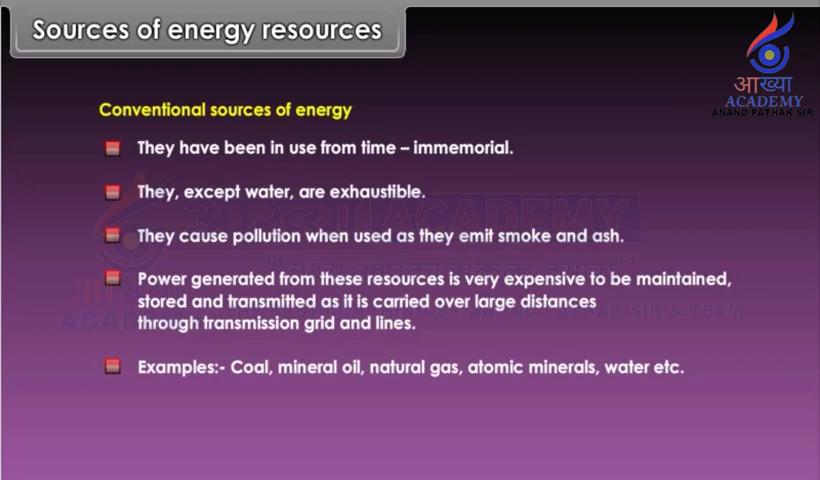 Sources of energy resources
आख्या
ACADEMY
ANAND PATHAK SIR
Conventional sources of energy
They have been in use from time – immemorial.
They, except water, are exhaustible.
They cause pollution when used as they emit smoke and ash.
Power generated from these resources is very expensive to be maintained,
stored and transmitted as it is carried over large distances
through transmission grid and lines.
Examples:- Coal, mineral oil, natural gas, atomic minerals, water etc.